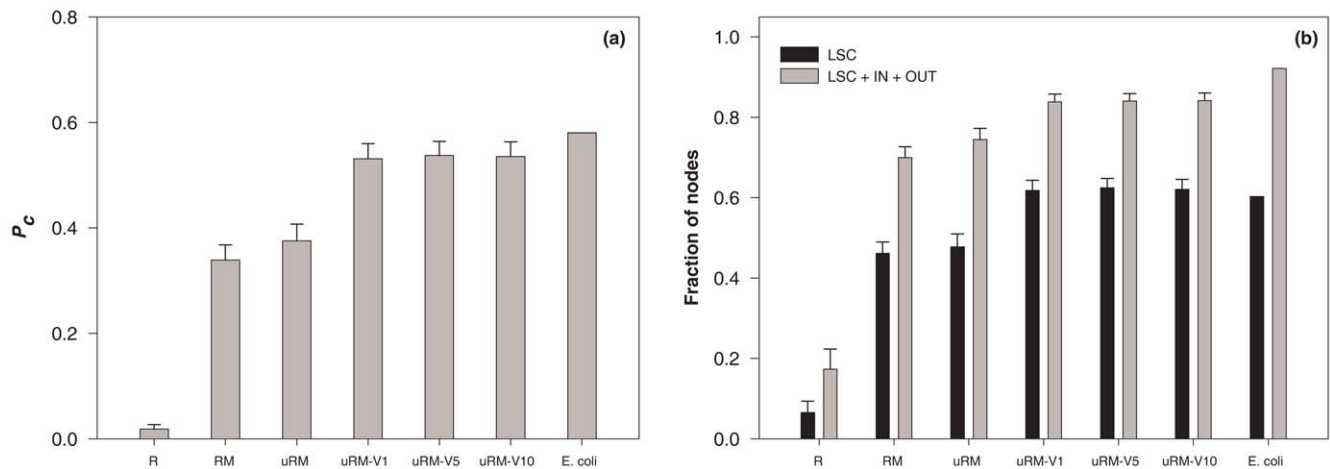 (a)
P_c
0.8
0.6
0.4
0.2
0.0
R RM uRM uRM-V1 uRM-V5 uRM-V10 E. coli
(b)
LSC
LSC + IN + OUT
Fraction of nodes
1.0
0.8
0.6
0.4
0.2
0.0
R RM uRM uRM-V1 uRM-V5 uRM-V10 E. coli